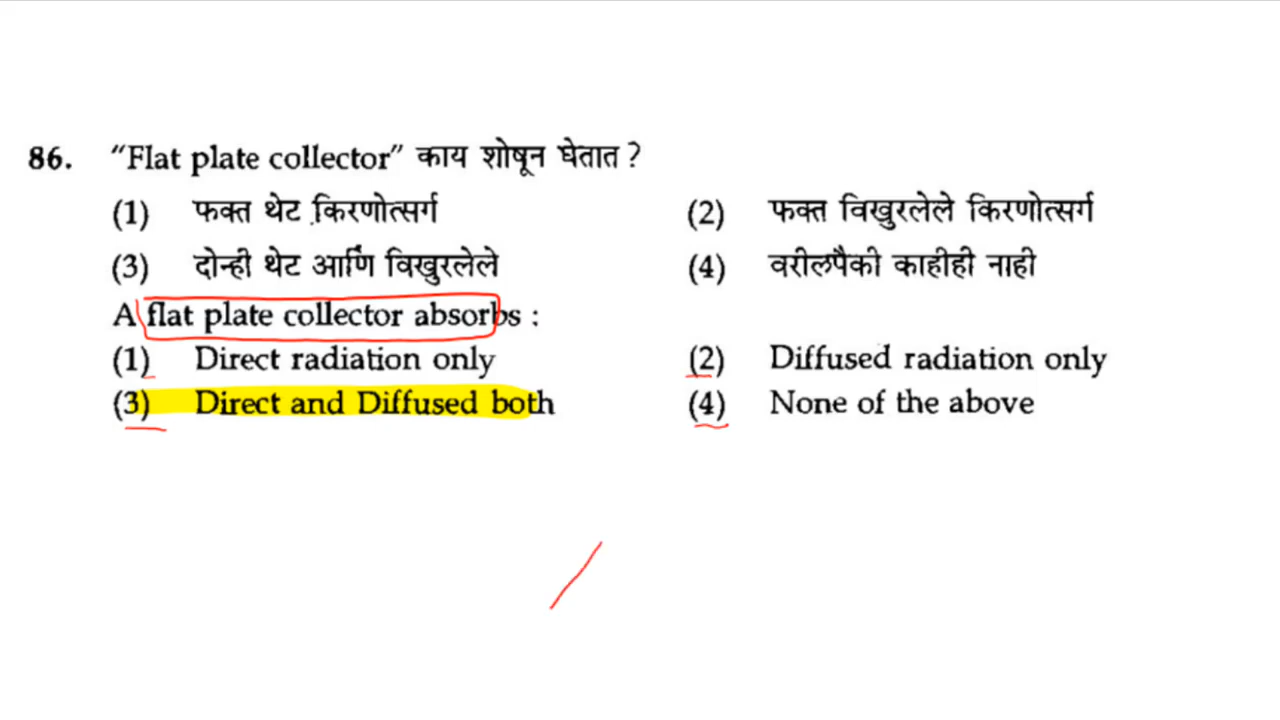 86. “Flat plate collector” काय शोषून घेतात ?
(1) फक्त थेट किरणोत्सर्ग (2) फक्त विखुरलेले किरणोत्सर्ग
(3) दोन्ही थेट आणि विखुरलेले (4) वरीलपैकी काहीही नाही
A flat plate collector absorbs :
(1) Direct radiation only (2) Diffused radiation only
(3) Direct and Diffused both (4) None of the above